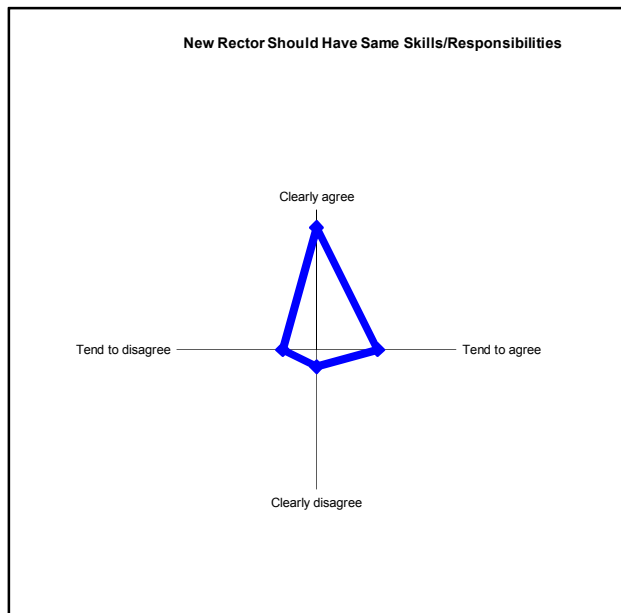 New Rector Should Have Same Skills/Responsibilities
Clearly agree
Tend to disagree
Tend to agree
Clearly disagree